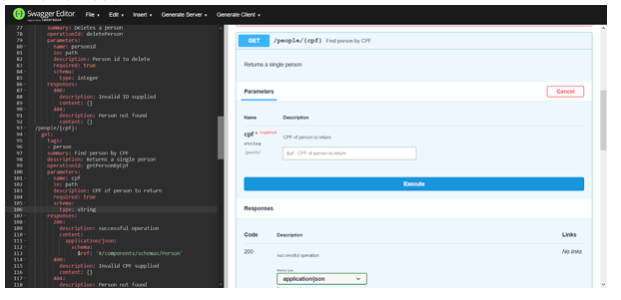 Swagger Editor File Edit Insert Generate Server Generate Client
77 summary: Deletes a person
78 operationId: deletePerson
79 parameters:
80 - name: personid
81 in: path
82 description: Person id to delete
83 required: true
84 schema:
85 type: integer
86 responses:
87 400:
88 description: Invalid ID supplied
89 content: {}
90 404:
91 description: Person not found
92 content: {}
93 /people/{cpf}:
94 get:
95 tags:
96 - person
97 summary: Find person by CPF
98 description: Returns a single person
99 operationId: getPersonByCpf
100 parameters:
101 - name: cpf
102 in: path
103 description: CPF of person to return
104 required: true
105 schema:
106 type: string
107 responses:
108 200:
109 description: successful operation
110 content:
111 application/json:
112 schema:
113 $ref: '#/components/schemas/Person'
114 400:
115 description: Invalid CPF supplied
116 content: {}
117 404:
118 description: Person not found
GET /people/{cpf} Find person by CPF
Returns a single person
Parameters
Cancel
Name Description
cpf * required
string
(path)
CPF of person to return
cpf - CPF of person to return
Execute
Responses
Code Description Links
200 successful operation No links
application/json